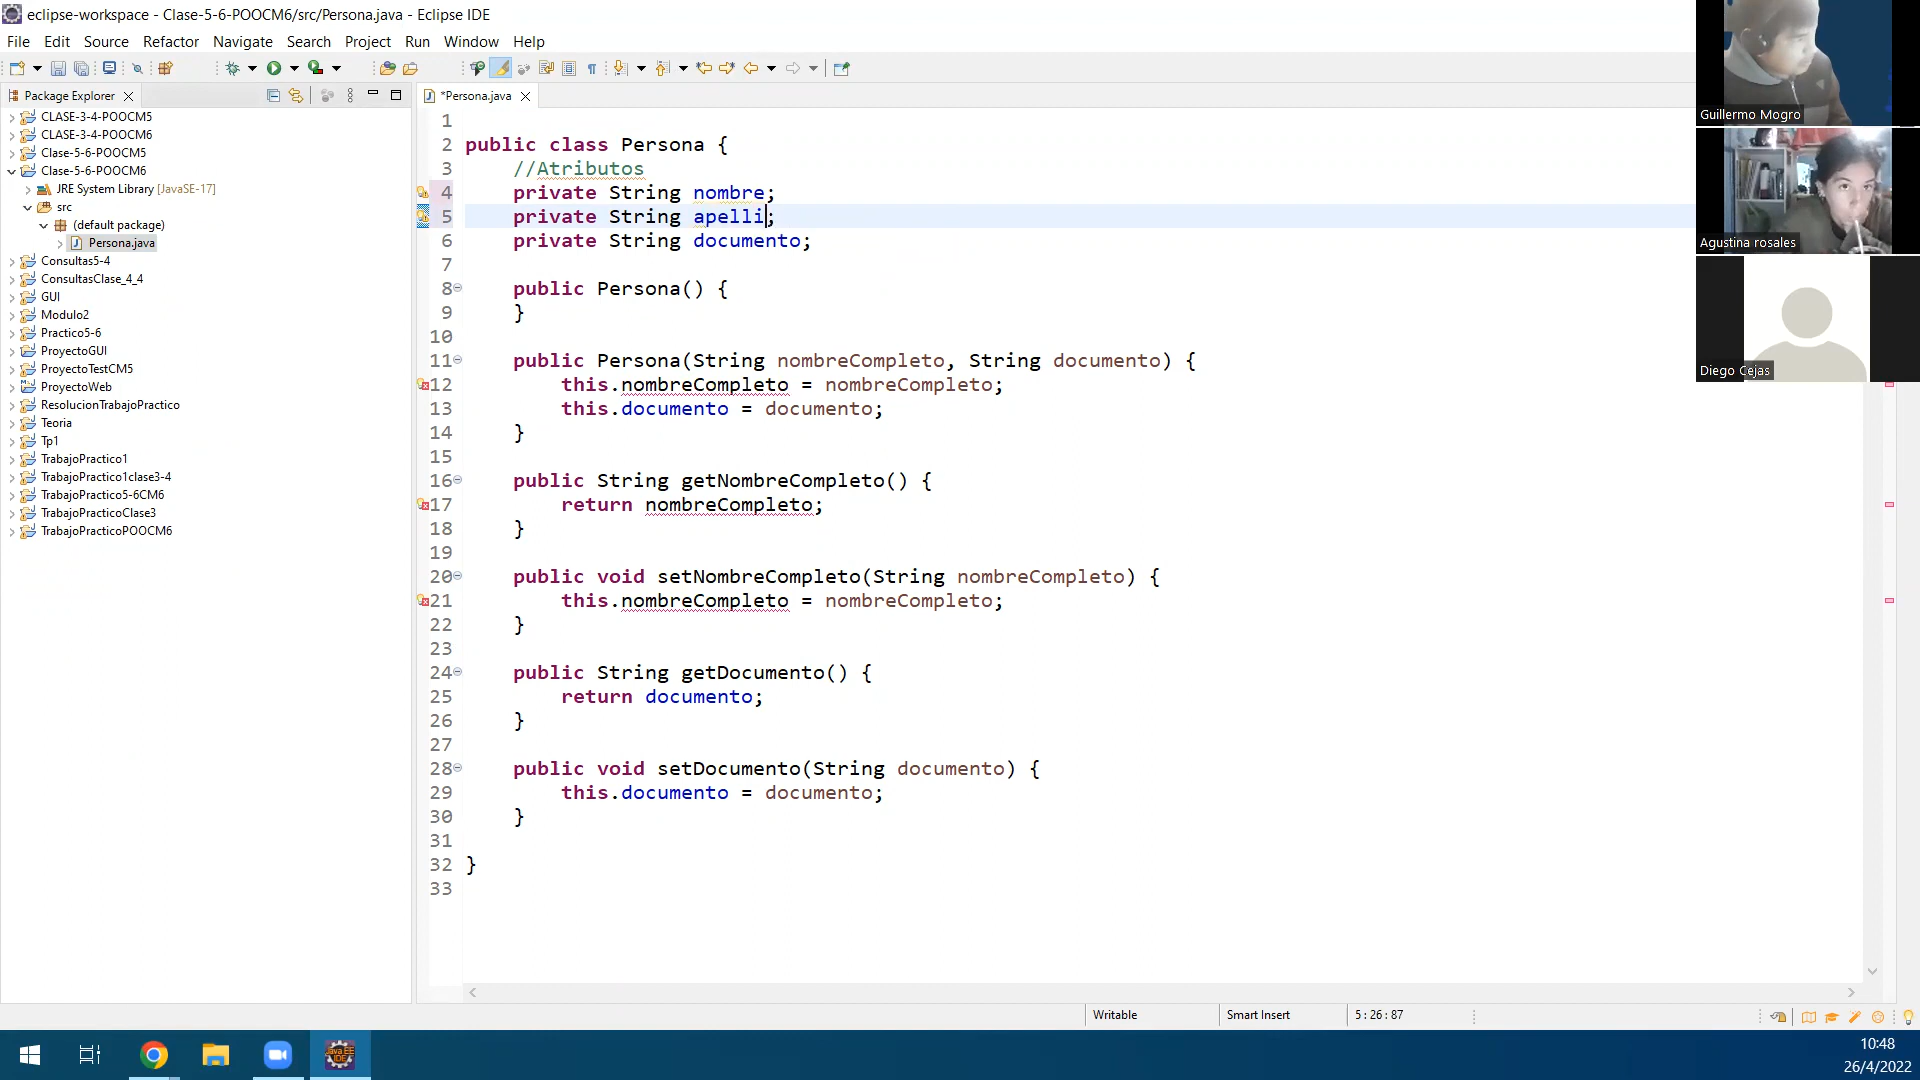 eclipse-workspace - Clase-5-6-POOCM6/src/Persona.java - Eclipse IDE
File Edit Source Refactor Navigate Search Project Run Window Help
Package Explorer
*Persona.java
CLASE-3-4-POOCM5
CLASE-3-4-POOCM6
Clase-5-6-POOCM5
Clase-5-6-POOCM6
JRE System Library [JavaSE-17]
src
(default package)
Persona.java
Consultas5-4
ConsultasClase_4_4
GUI
Modulo2
Practico5-6
ProyectoGUI
ProyectoTestCM5
ProyectoWeb
ResolucionTrabajoPractico
Teoria
Tp1
TrabajoPractico1
TrabajoPractico1clase3-4
TrabajoPractico5-6CM6
TrabajoPracticoClase3
TrabajoPracticoPOOCM6
1
2 public class Persona {
3 //Atributos
4 private String nombre;
5 private String apelli;
6 private String documento;
7
8 public Persona() {
9 }
10
11 public Persona(String nombreCompleto, String documento) {
12 this.nombreCompleto = nombreCompleto;
13 this.documento = documento;
14 }
15
16 public String getNombreCompleto() {
17 return nombreCompleto;
18 }
19
20 public void setNombreCompleto(String nombreCompleto) {
21 this.nombreCompleto = nombreCompleto;
22 }
23
24 public String getDocumento() {
25 return documento;
26 }
27
28 public void setDocumento(String documento) {
29 this.documento = documento;
30 }
31
32 }
33
Guillermo Mogro
Agustina rosales
Diego Cejas
Writable Smart Insert 5 : 26 : 87
Java EE
IDE
10:48
26/4/2022